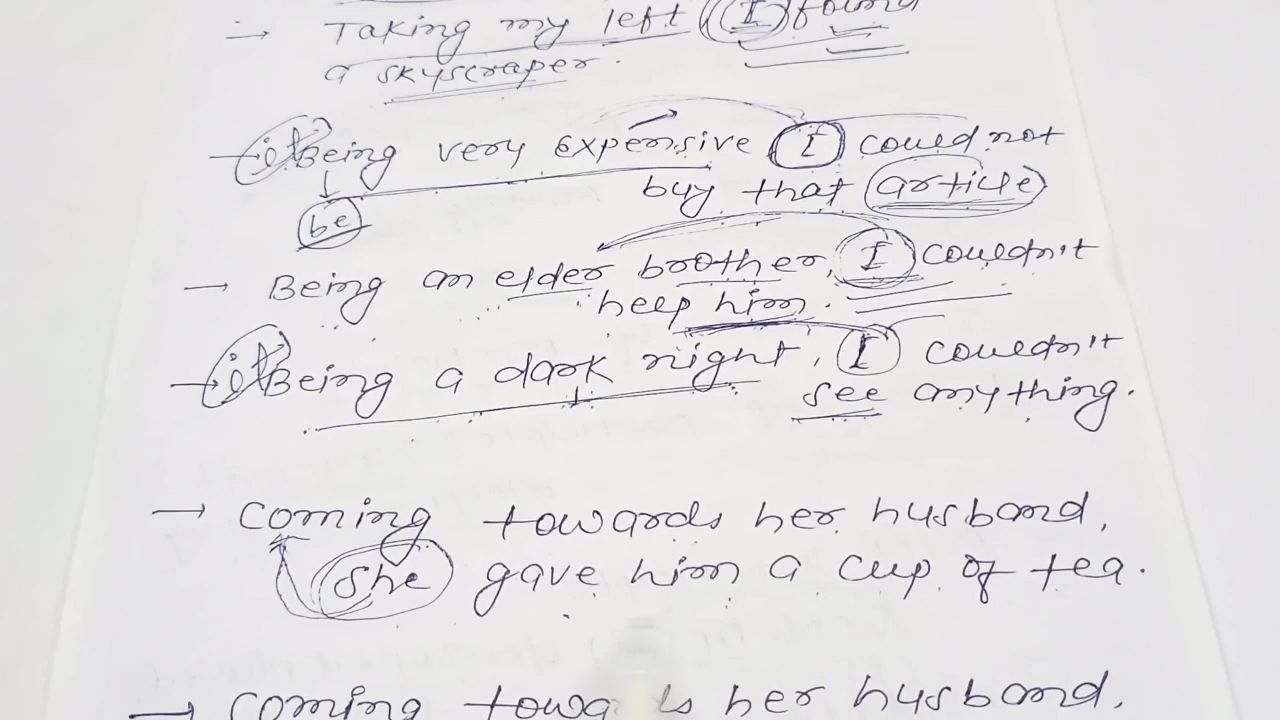 → Taking my left (I) found
a skyscraper.
→ (it) Being very expensive (I) could not
buy that (article)
(be)
→ Being an elder brother, (I) couldn't
help him.
→ (it) Being a dark night, (I) couldn't
see anything.
→ Coming towards her husband,
(She) gave him a cup of tea.
→ Coming towards her husband,